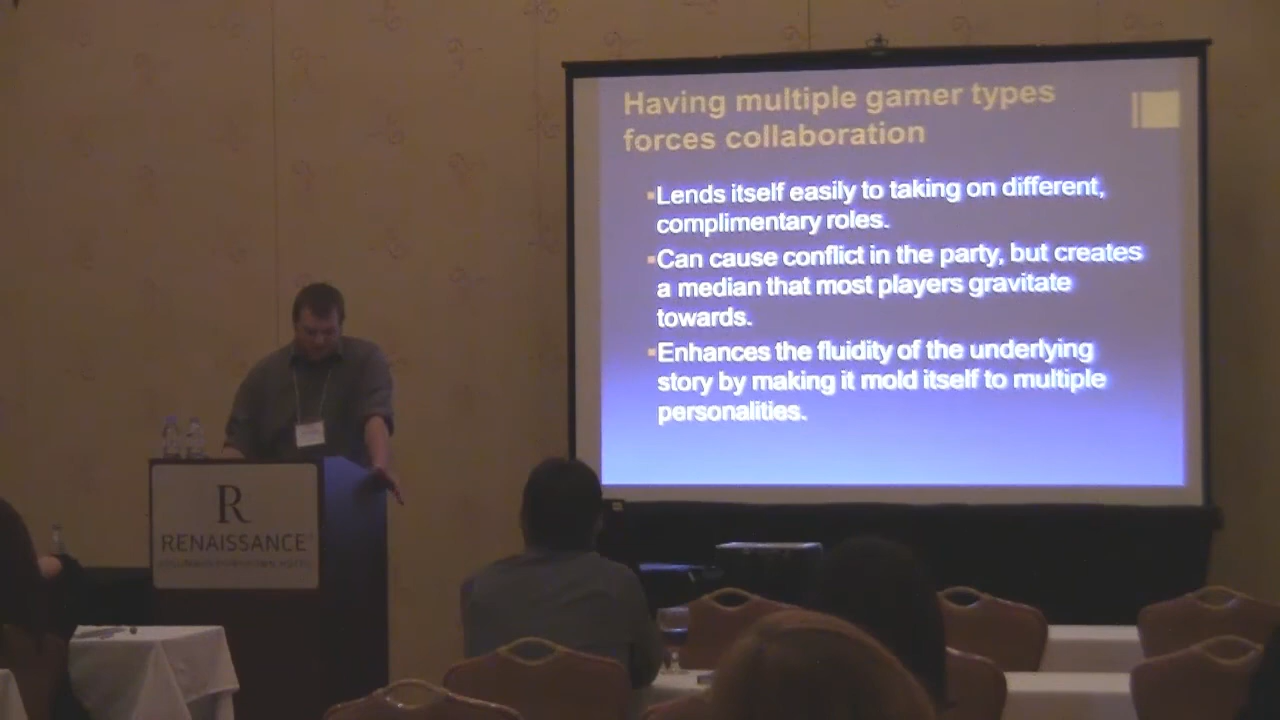 Having multiple gamer types
forces collaboration
Lends itself easily to taking on different,
complimentary roles.
Can cause conflict in the party, but creates
a median that most players gravitate
towards.
Enhances the fluidity of the underlying
story by making it mold itself to multiple
personalities.
R
RENAISSANCE